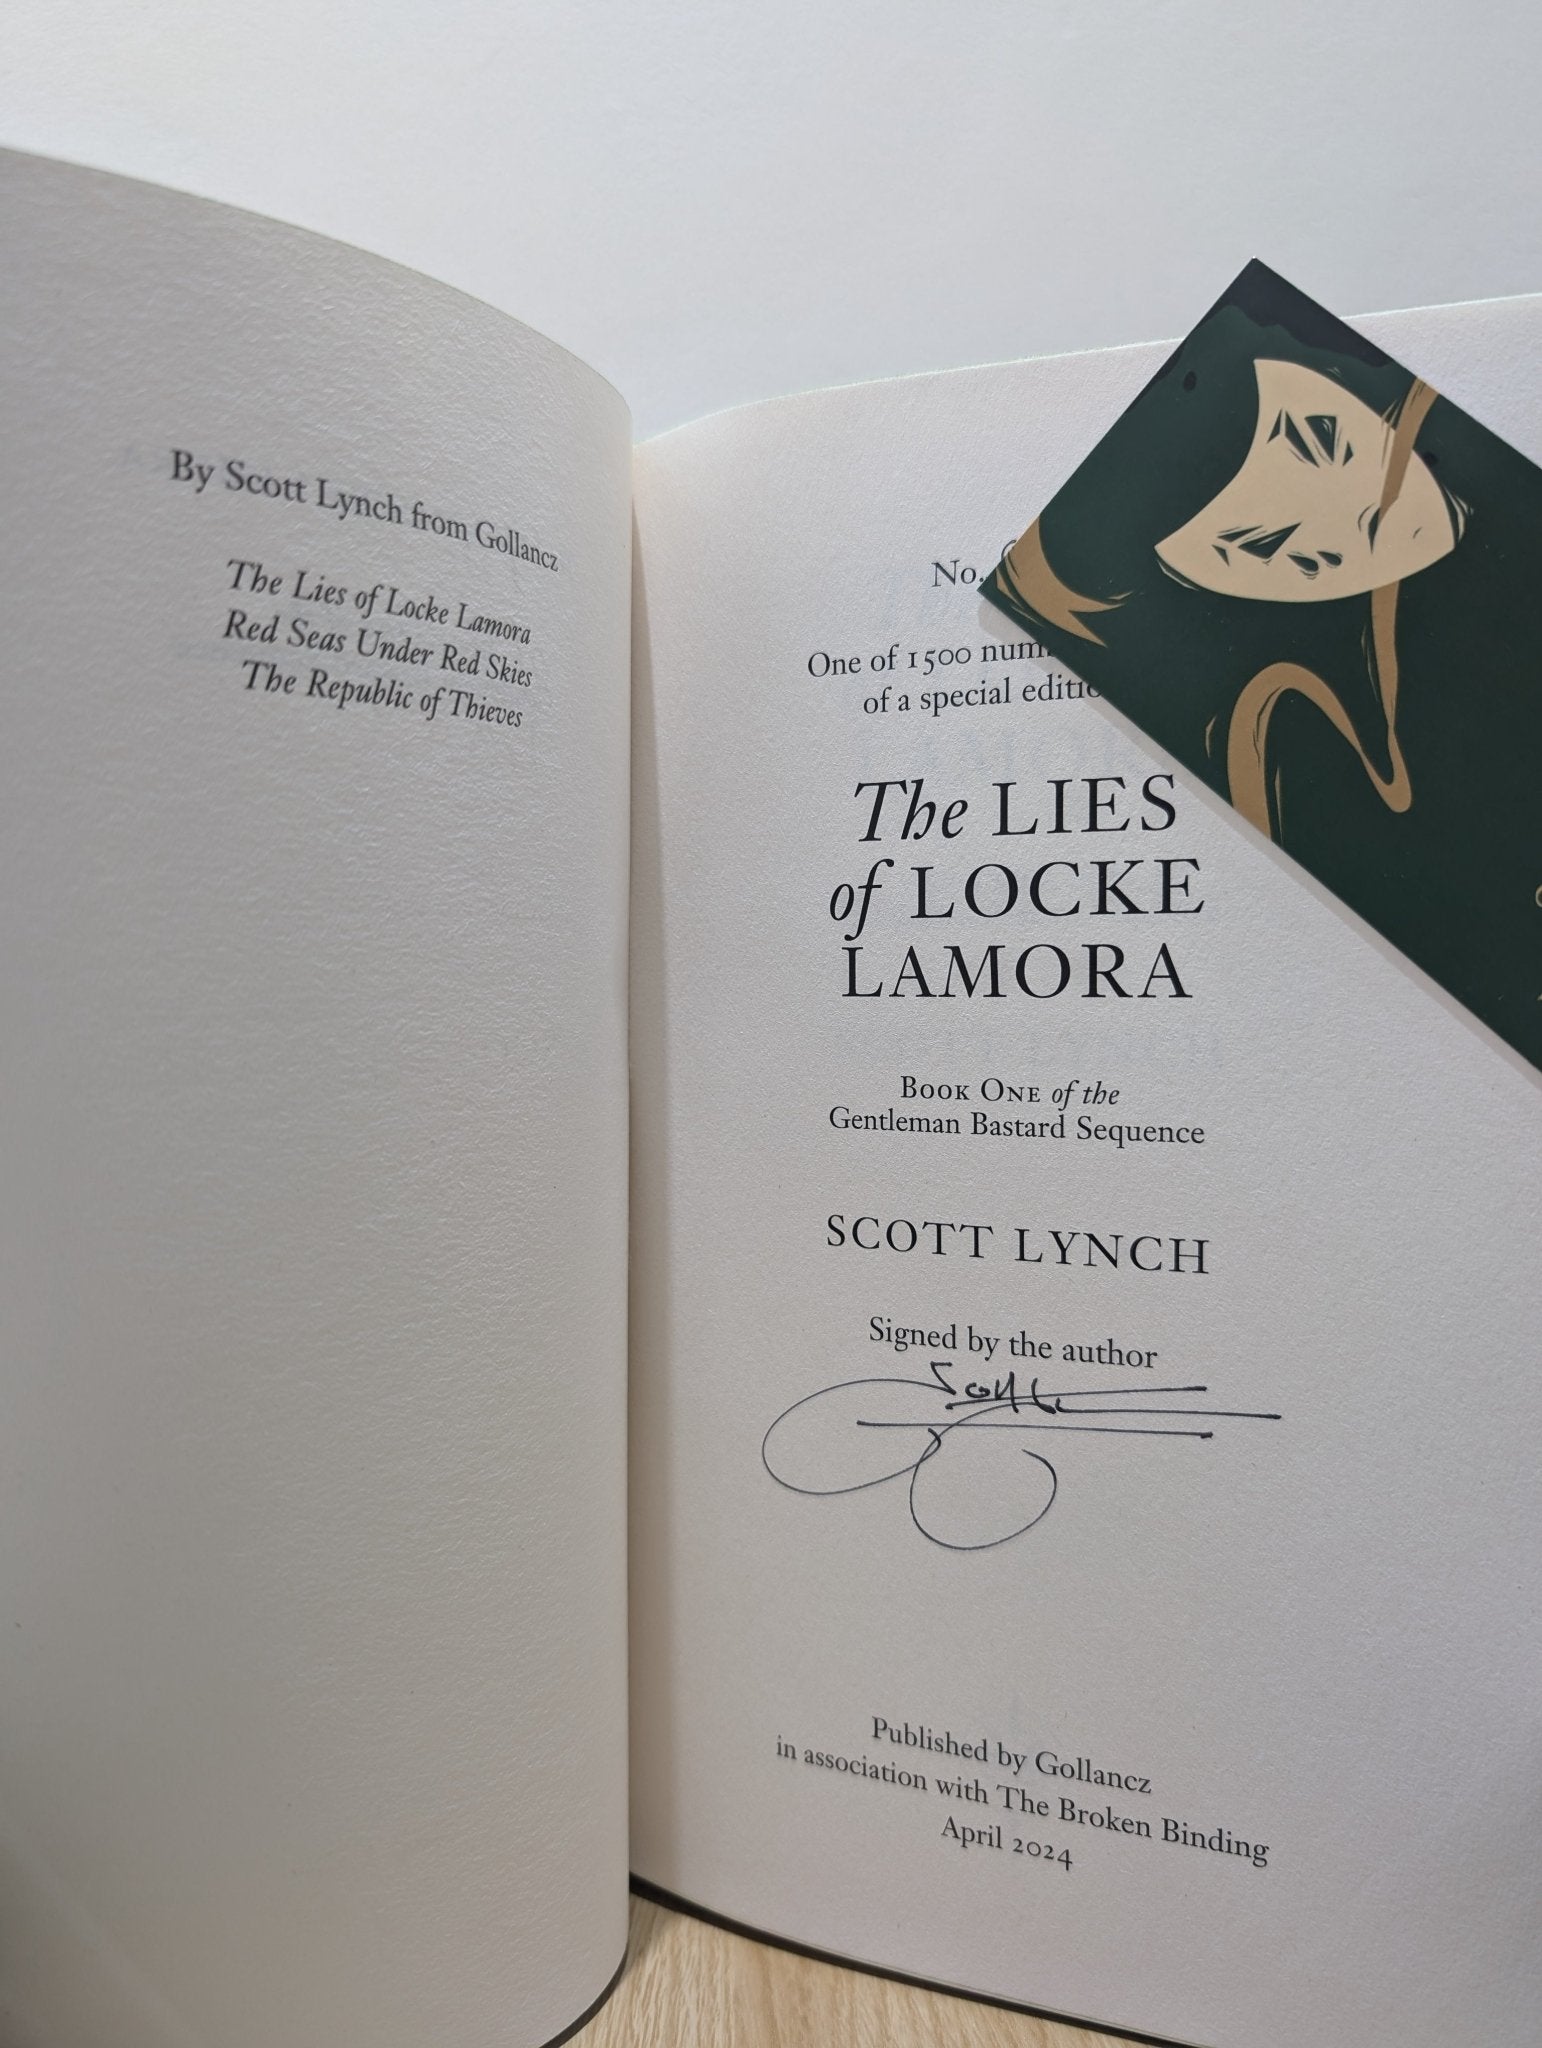 By Scott Lynch from Gollancz
The Lies of Locke Lamora
Red Seas Under Red Skies
The Republic of Thieves
No.
One of 1500
of a special
The LIES
of LOCKE
LAMORA
Book One of the
Gentleman Bastard Sequence
SCOTT LYNCH
Signed by the author
Published by Gollancz
in association with The Broken Binding
April 2024